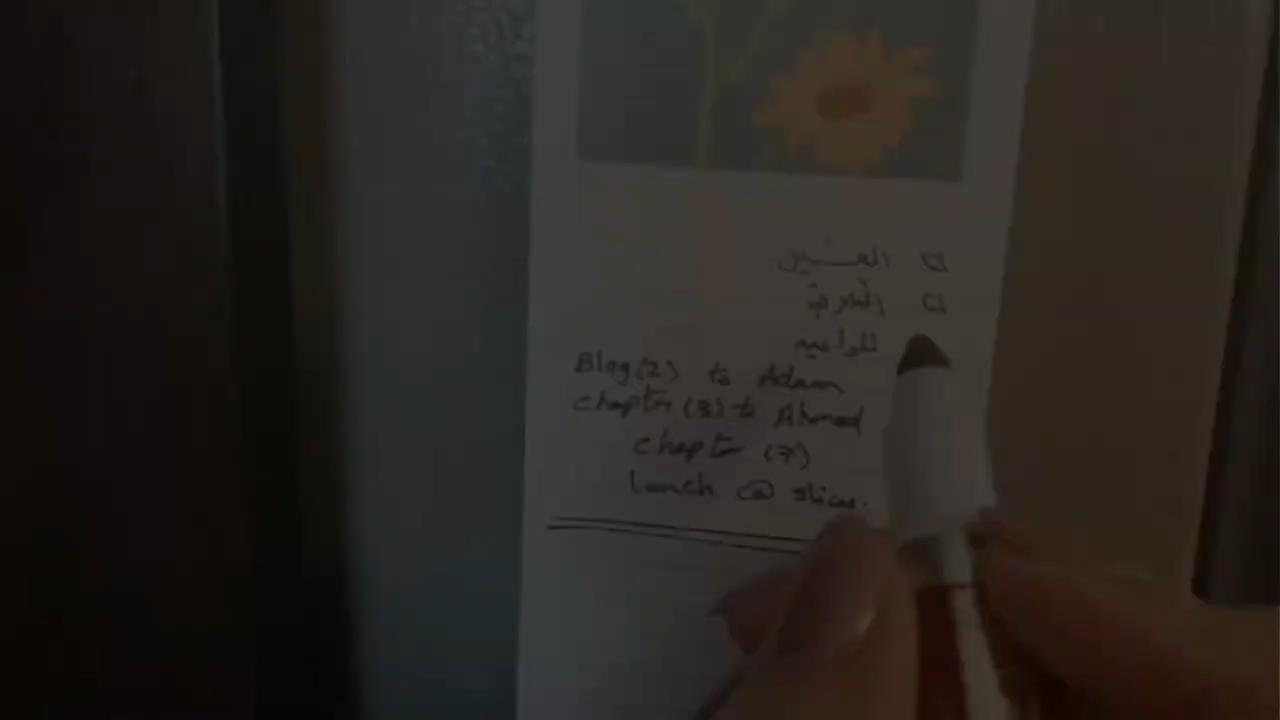 الغسيل
Blog (2) to Adam
chapter (3) to Ahmed
chapter (7)
Lunch @ slices.